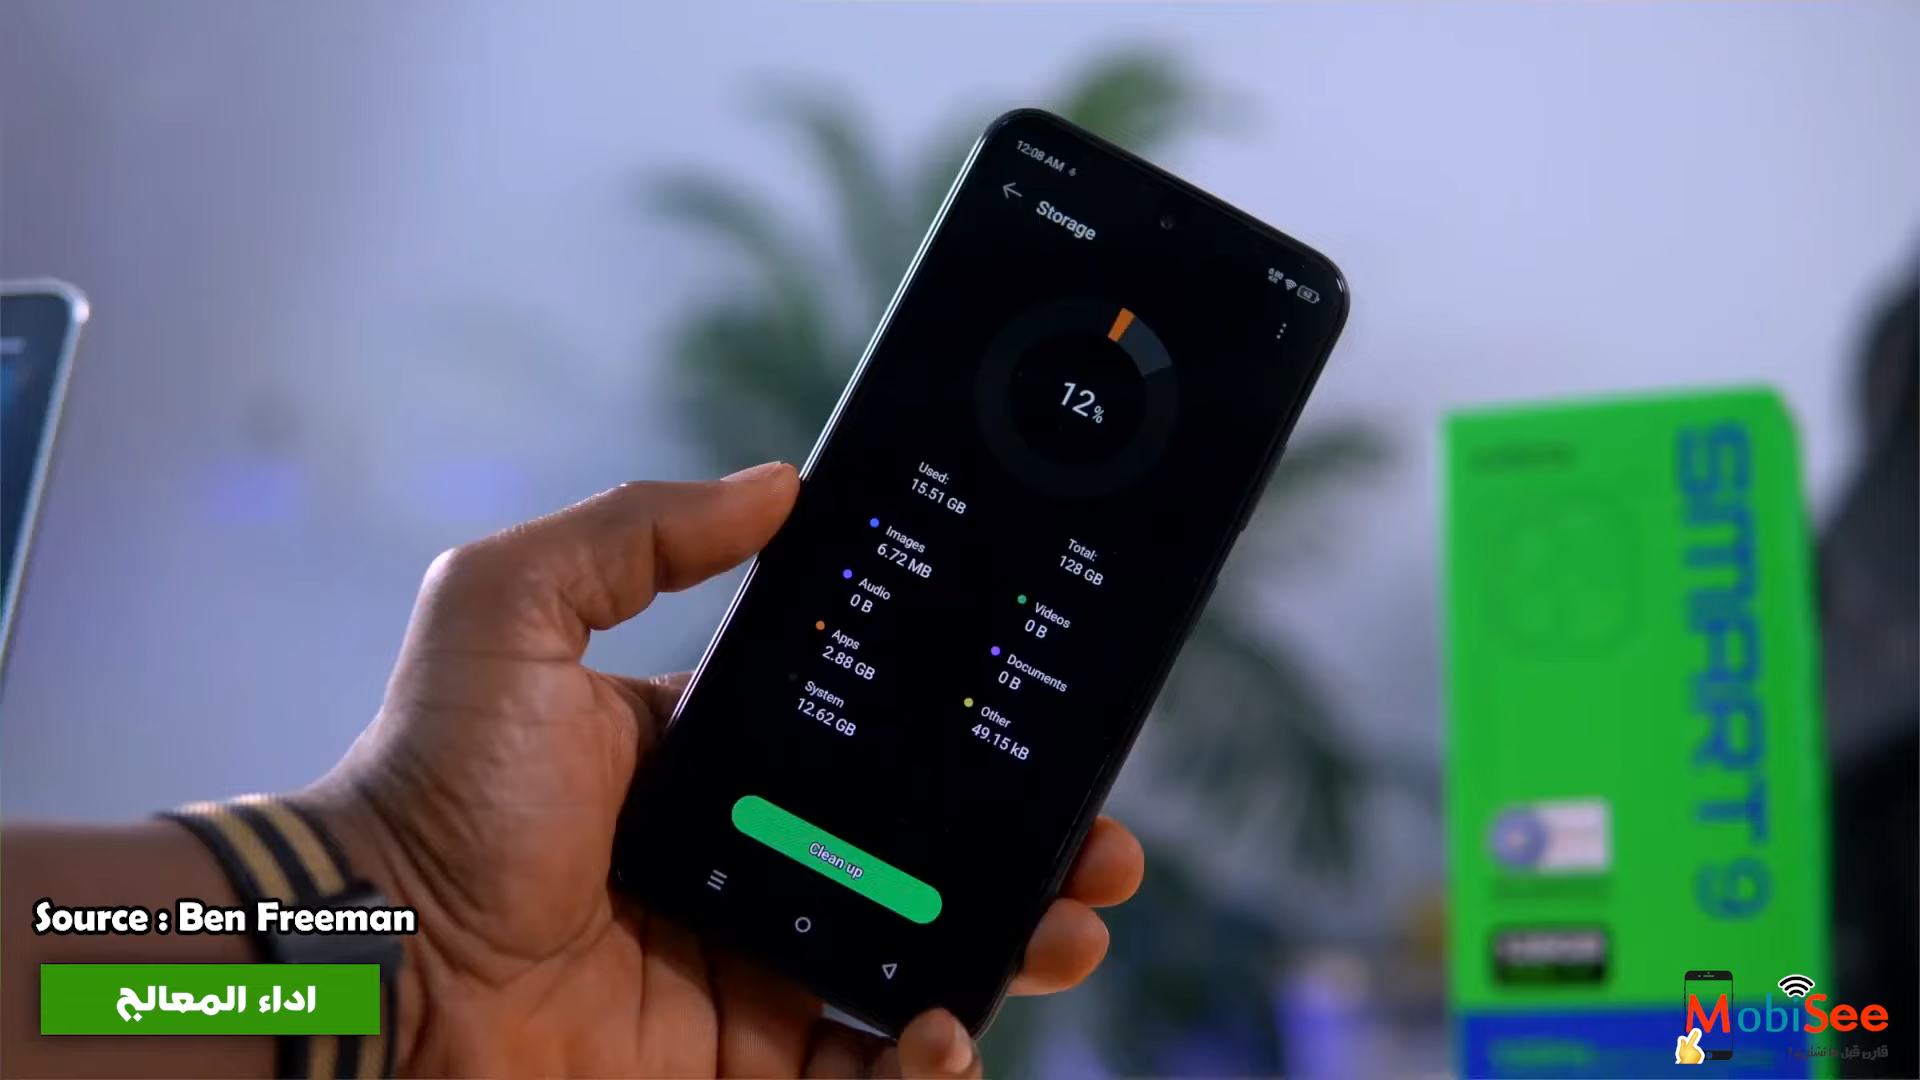 12:08 AM
Storage
12%
Used:
15.51 GB
Total:
128 GB
Images
6.72 MB
Videos
0 B
Audio
0 B
Documents
0 B
Apps
2.88 GB
Other
49.15 kB
System
12.62 GB
Clean up
SMART 9
Source : Ben Freeman
اداء المعالج
MobiSee